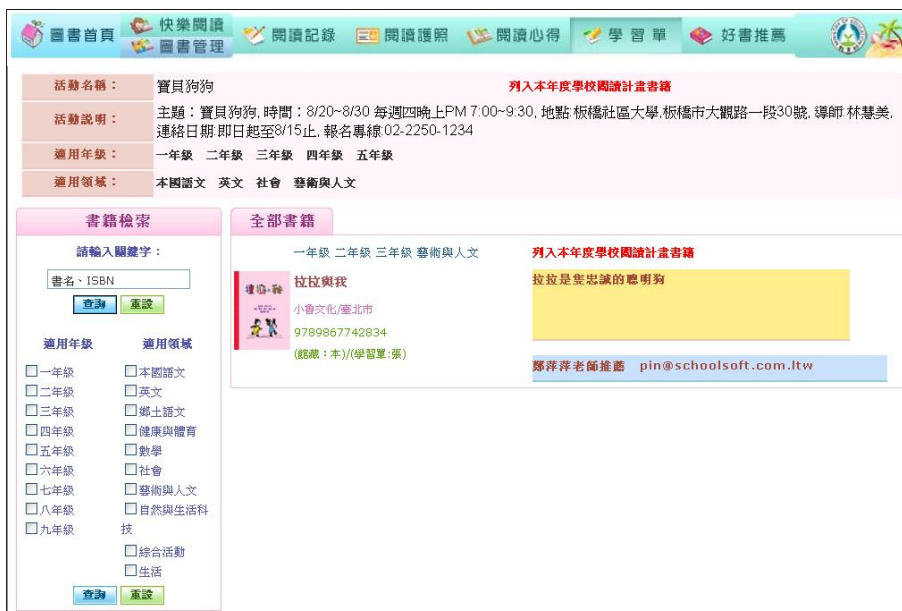 圖書首頁
快樂閱讀
圖書管理
閱讀記錄
閱讀護照
閱讀心得
學習單
好書推薦
活動名稱： 寶貝狗狗 列入本年度學校閱讀計畫書籍
活動說明： 主題：寶貝狗狗, 時間：8/20~8/30 每週四晚上PM 7:00~9:30, 地點:板橋社區大學,板橋市大觀路一段30號, 導師:林慧美,
連絡日期:即日起至8/15止, 報名專線:02-2250-1234
適用年級： 一年級 二年級 三年級 四年級 五年級
適用領域： 本國語文 英文 社會 藝術與人文
書籍檢索
請輸入關鍵字：
書名、ISBN
查詢 重設
適用年級 適用領域
一年級 本國語文
二年級 英文
三年級 鄉土語文
四年級 健康與體育
五年級 數學
六年級 社會
七年級 藝術與人文
八年級 自然與生活科
九年級 技
綜合活動
生活
查詢 重設
全部書籍
一年級 二年級 三年級 藝術與人文 列入本年度學校閱讀計畫書籍
拉拉與我 拉拉是隻忠誠的聰明狗
小魯文化/臺北市
9789867742834
(館藏：本)/(學習單:張)
鄭萍萍老師推薦 pin@schoolsoft.com.ltw